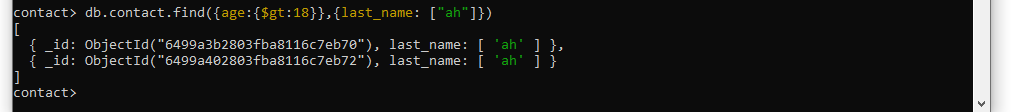 contact> db.contact.find({age:{$gt:18}},{last_name: ["ah"]})
[
  { _id: ObjectId("6499a3b2803fba8116c7eb70"), last_name: [ 'ah' ] },
  { _id: ObjectId("6499a402803fba8116c7eb72"), last_name: [ 'ah' ] }
]
contact>